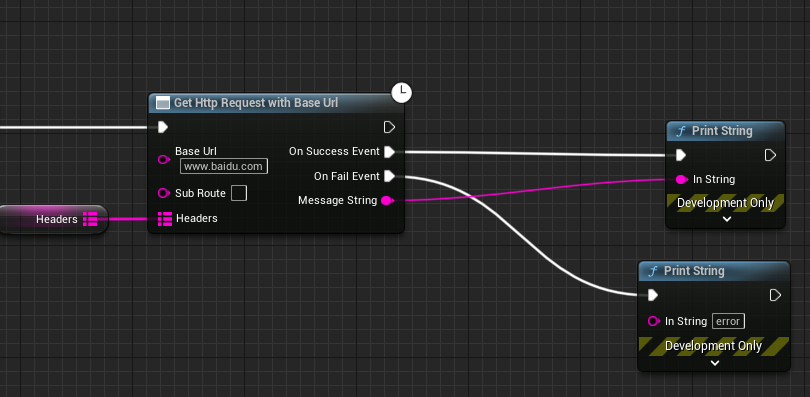 Get Http Request with Base Url
Base Url
www.baidu.com
On Success Event
On Fail Event
Sub Route
Message String
Headers
Headers
Print String
In String
Development Only
Print String
In String error
Development Only